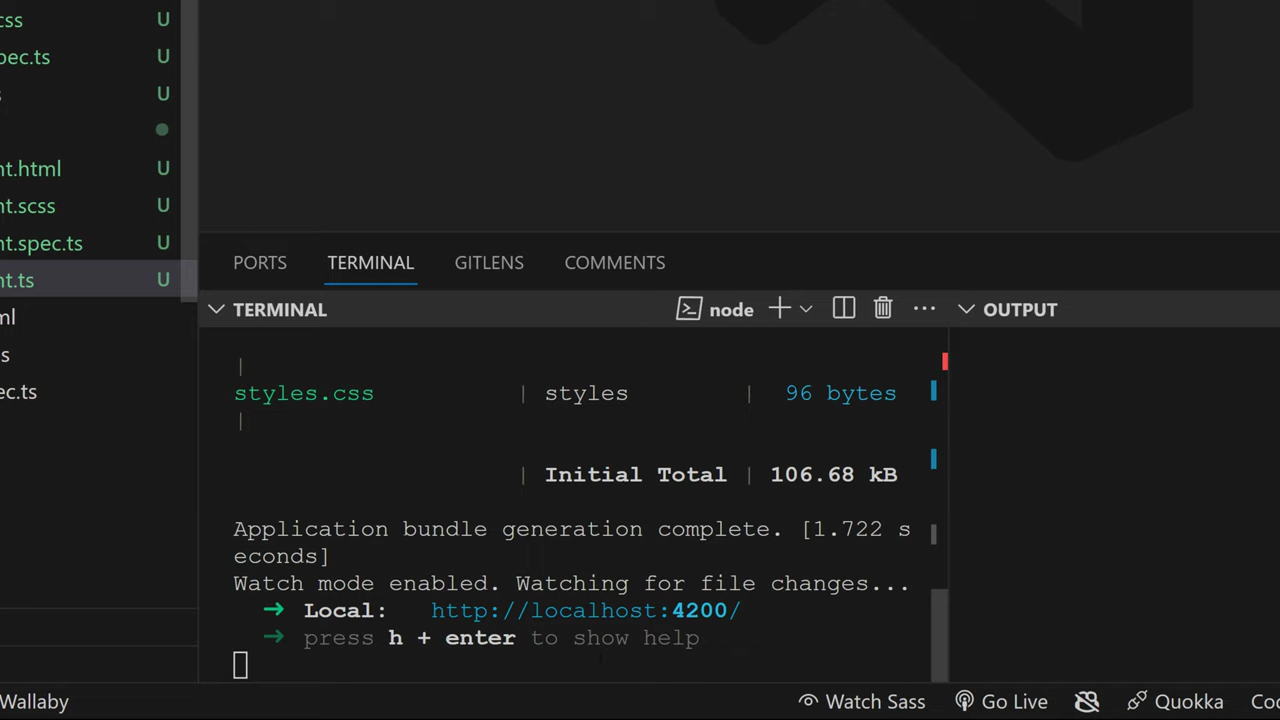 css U
pec.ts U
s U
nt.html U
nt.scss U
nt.spec.ts U
nt.ts U
ml
s
ec.ts
PORTS TERMINAL GITLENS COMMENTS
TERMINAL node OUTPUT
|
styles.css | styles | 96 bytes
|
| Initial Total | 106.68 kB
Application bundle generation complete. [1.722 s
econds]
Watch mode enabled. Watching for file changes...
➜ Local: http://localhost:4200/
➜ press h + enter to show help
Wallaby Watch Sass Go Live Quokka Coo